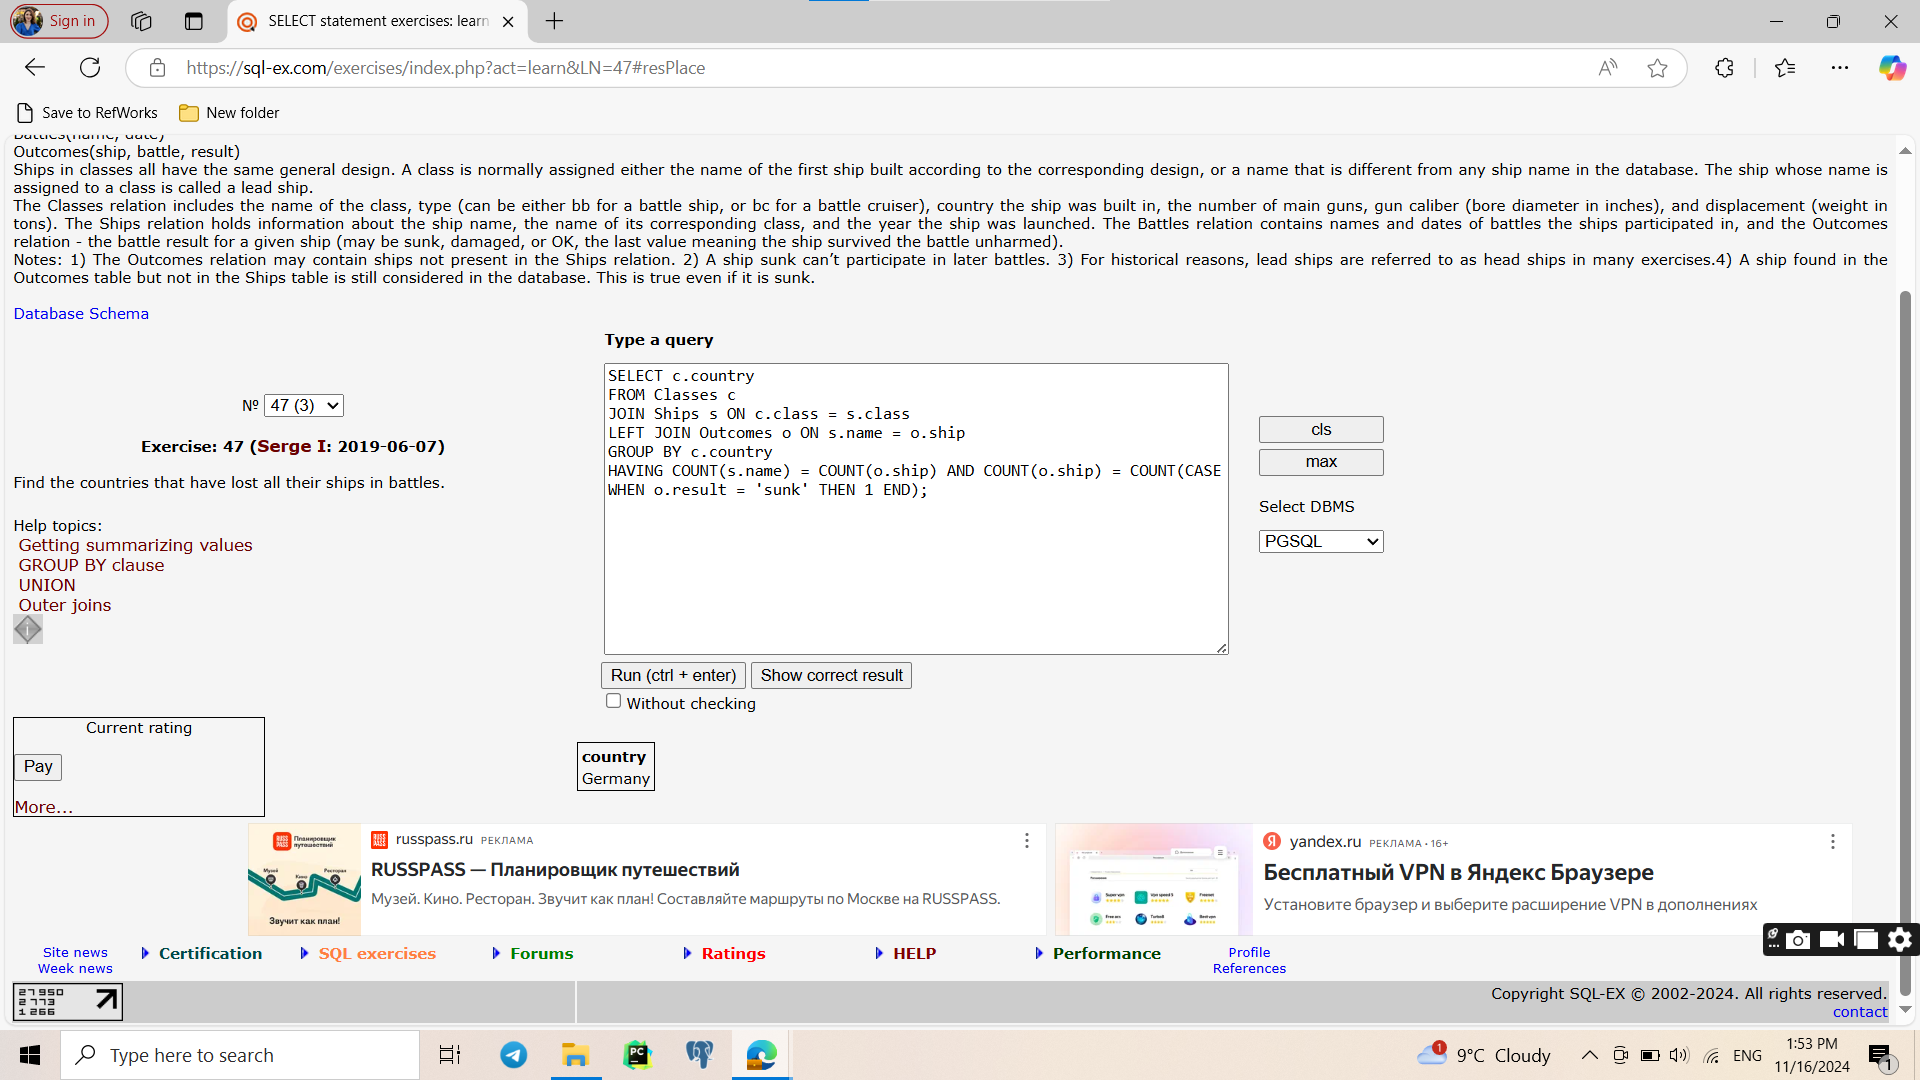 Sign in
SELECT statement exercises: learn
https://sql-ex.com/exercises/index.php?act=learn&LN=47#resPlace
Save to RefWorks
New folder
Battles(name, date)
Outcomes(ship, battle, result)
Ships in classes all have the same general design. A class is normally assigned either the name of the first ship built according to the corresponding design, or a name that is different from any ship name in the database. The ship whose name is
assigned to a class is called a lead ship.
The Classes relation includes the name of the class, type (can be either bb for a battle ship, or bc for a battle cruiser), country the ship was built in, the number of main guns, gun caliber (bore diameter in inches), and displacement (weight in
tons). The Ships relation holds information about the ship name, the name of its corresponding class, and the year the ship was launched. The Battles relation contains names and dates of battles the ships participated in, and the Outcomes
relation - the battle result for a given ship (may be sunk, damaged, or OK, the last value meaning the ship survived the battle unharmed).
Notes: 1) The Outcomes relation may contain ships not present in the Ships relation. 2) A ship sunk can’t participate in later battles. 3) For historical reasons, lead ships are referred to as head ships in many exercises.4) A ship found in the
Outcomes table but not in the Ships table is still considered in the database. This is true even if it is sunk.
Database Schema
Type a query
SELECT c.country
FROM Classes c
JOIN Ships s ON c.class = s.class
LEFT JOIN Outcomes o ON s.name = o.ship
GROUP BY c.country
HAVING COUNT(s.name) = COUNT(o.ship) AND COUNT(o.ship) = COUNT(CASE
WHEN o.result = 'sunk' THEN 1 END);
№ 47 (3)
Exercise: 47 (Serge I: 2019-06-07)
Find the countries that have lost all their ships in battles.
Help topics:
Getting summarizing values
GROUP BY clause
UNION
Outer joins
cls
max
Select DBMS
PGSQL
Run (ctrl + enter)
Show correct result
Without checking
Current rating
Pay
More...
country
Germany
Планировщик
путешествий
RUSS
PASS
Музей
Кино
Ресторан
Звучит как план!
russpass.ru РЕКЛАМА
RUSSPASS — Планировщик путешествий
Музей. Кино. Ресторан. Звучит как план! Составляйте маршруты по Москве на RUSSPASS.
yandex.ru РЕКЛАМА • 16+
Бесплатный VPN в Яндекс Браузере
Установите браузер и выберите расширение VPN в дополнениях
Site news
Week news
Certification
SQL exercises
Forums
Ratings
HELP
Performance
Profile
References
27950
2773
1266
Copyright SQL-EX © 2002-2024. All rights reserved.
contact
Type here to search
PC
1
9°C Cloudy
ENG
1:53 PM
11/16/2024
1